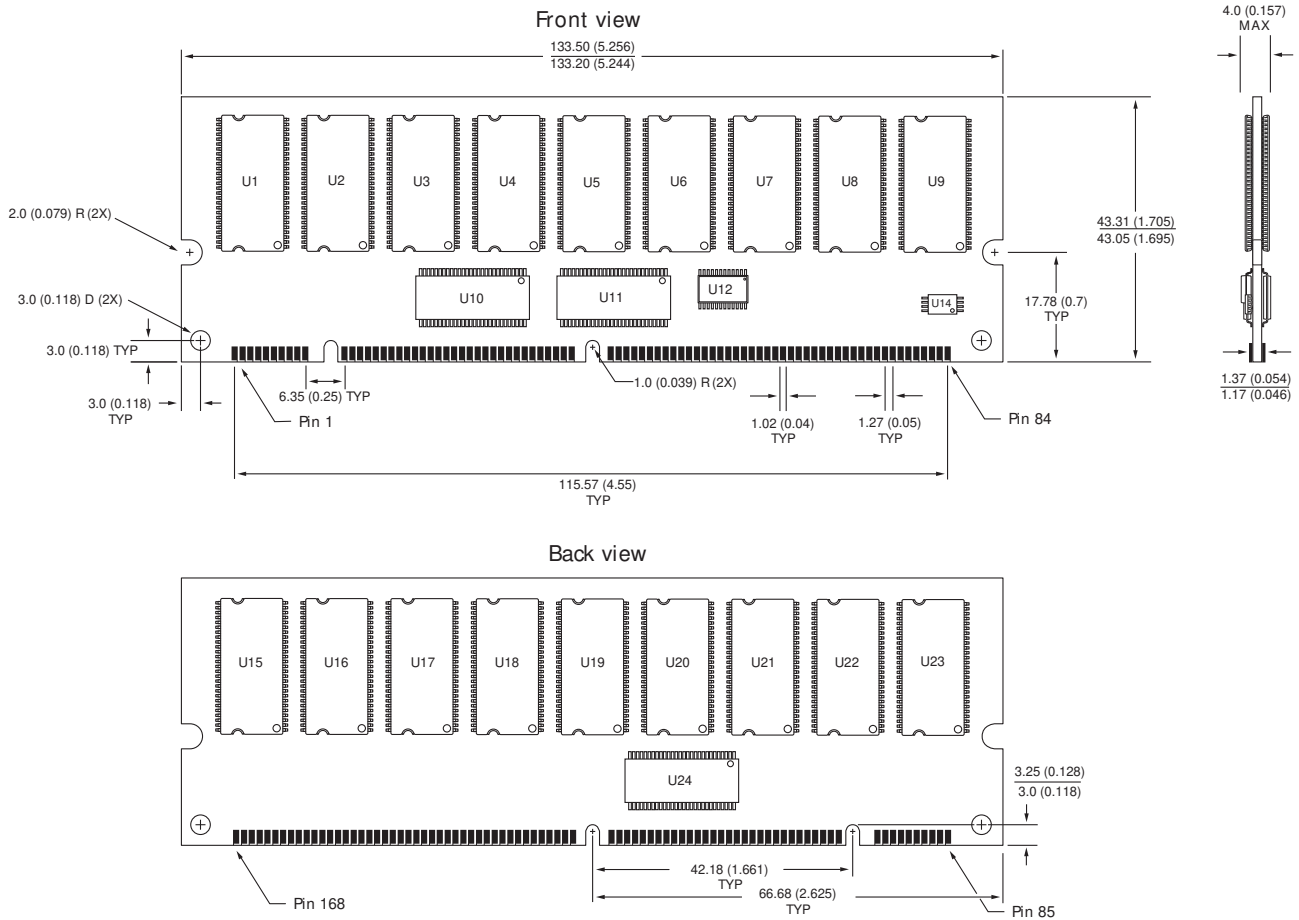 Front view
133.50 (5.256)
133.20 (5.244)
4.0 (0.157)
MAX
U1
U2
U3
U4
U5
U6
U7
U8
U9
2.0 (0.079) R (2X)
43.31 (1.705)
43.05 (1.695)
U10
U11
U12
U14
17.78 (0.7)
TYP
3.0 (0.118) D (2X)
3.0 (0.118) TYP
3.0 (0.118)
TYP
6.35 (0.25) TYP
Pin 1
1.0 (0.039) R (2X)
1.02 (0.04)
TYP
1.27 (0.05)
TYP
Pin 84
1.37 (0.054)
1.17 (0.046)
115.57 (4.55)
TYP
Back view
U15
U16
U17
U18
U19
U20
U21
U22
U23
U24
3.25 (0.128)
3.0 (0.118)
42.18 (1.661)
TYP
66.68 (2.625)
TYP
Pin 168
Pin 85